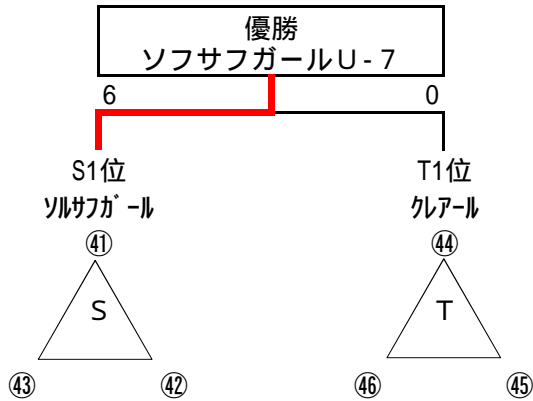 優勝
ソフサフガールU-7
6 0
S1位 T1位
ｿﾙｻﾌｶﾞｰﾙ ｸﾚｱｰﾙ
㊶ ㊹
S T
㊸ ㊷ ㊻ ㊺